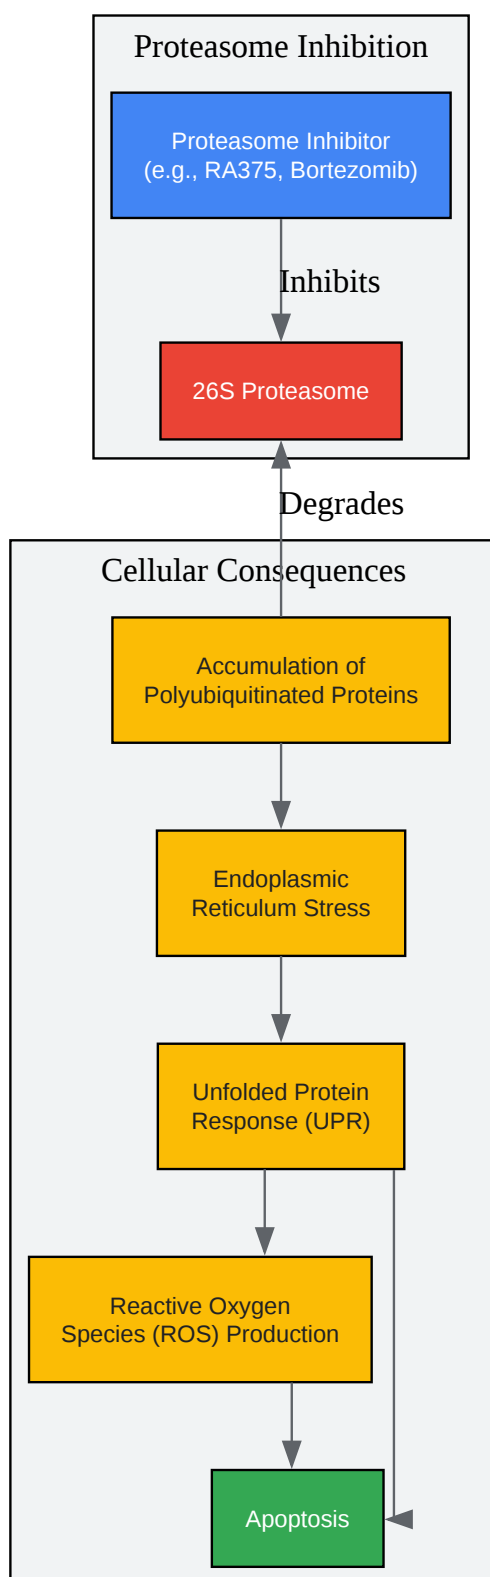 Proteasome Inhibition
Proteasome Inhibitor
(e.g., RA375, Bortezomib)
Inhibits
26S Proteasome
Degrades
Cellular Consequences
Accumulation of
Polyubiquitinated Proteins
Endoplasmic
Reticulum Stress
Unfolded Protein
Response (UPR)
Reactive Oxygen
Species (ROS) Production
Apoptosis